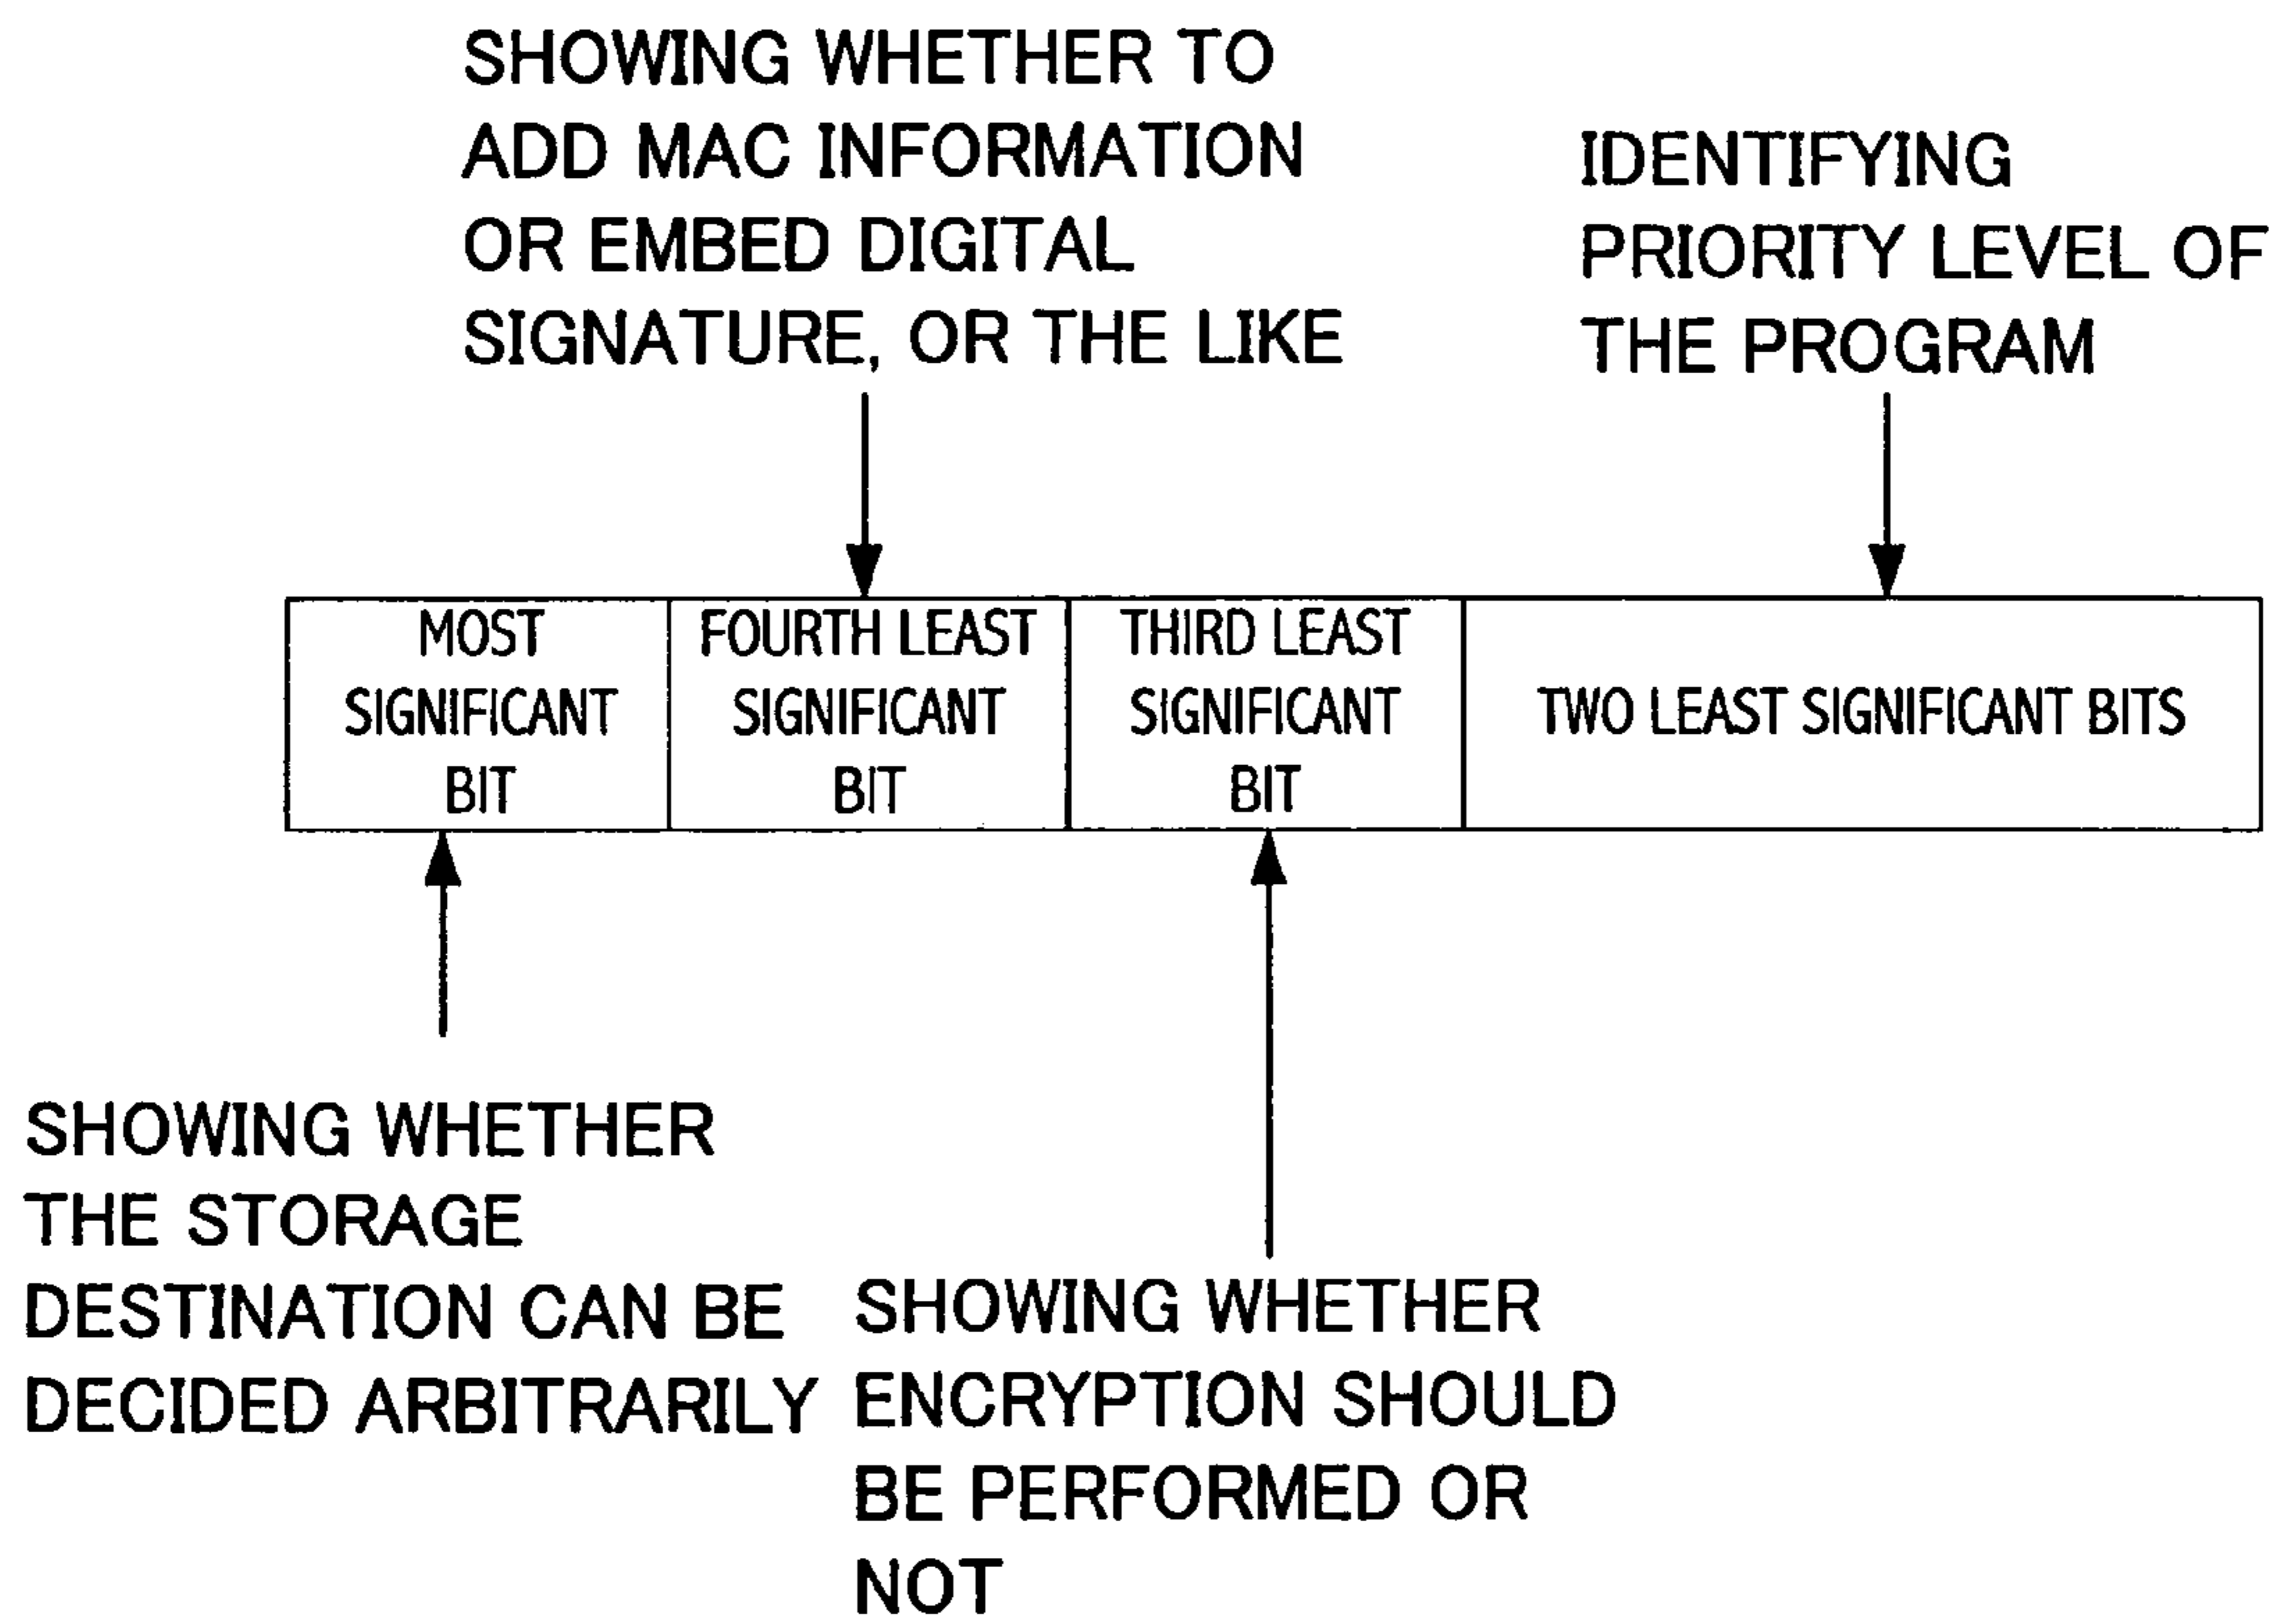 SHOWING WHETHER TO
ADD MAC INFORMATION
OR EMBED DIGITAL
SIGNATURE, OR THE LIKE
IDENTIFYING
PRIORITY LEVEL OF
THE PROGRAM
MOST
SIGNIFICANT
BIT
FOURTH LEAST
SIGNIFICANT
BIT
THIRD LEAST
SIGNIFICANT
BIT
TWO LEAST SIGNIFICANT BITS
SHOWING WHETHER
THE STORAGE
DESTINATION CAN BE
DECIDED ARBITRARILY
SHOWING WHETHER
ENCRYPTION SHOULD
BE PERFORMED OR
NOT